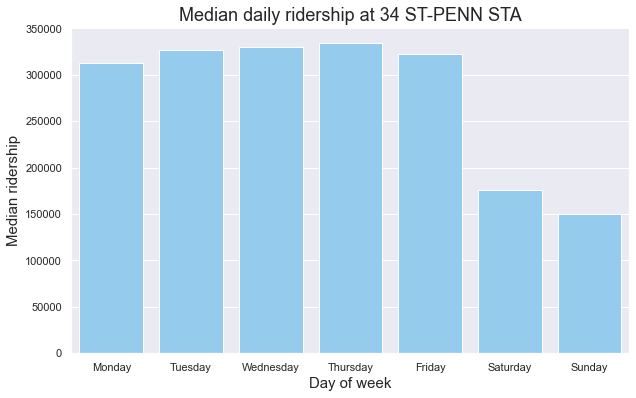 Median daily ridership at 34 ST-PENN STA
Median ridership
350000
300000
250000
200000
150000
100000
50000
0
Monday Tuesday Wednesday Thursday Friday Saturday Sunday
Day of week